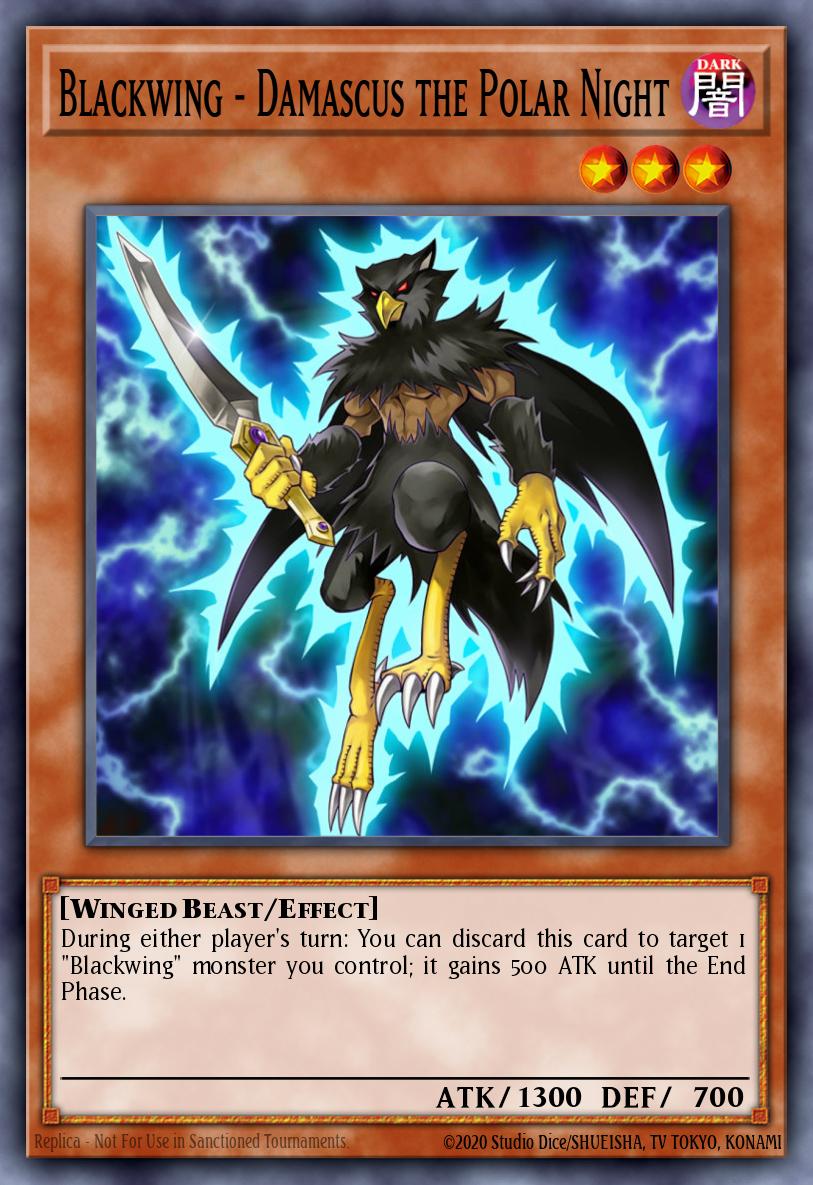 Blackwing - Damascus the Polar Night
DARK
闇
[Winged Beast/Effect]
During either player's turn: You can discard this card to target 1
"Blackwing" monster you control; it gains 500 ATK until the End
Phase.
ATK/1300 DEF/ 700
Replica - Not For Use in Sanctioned Tournaments.
©2020 Studio Dice/SHUEISHA, TV TOKYO, KONAMI